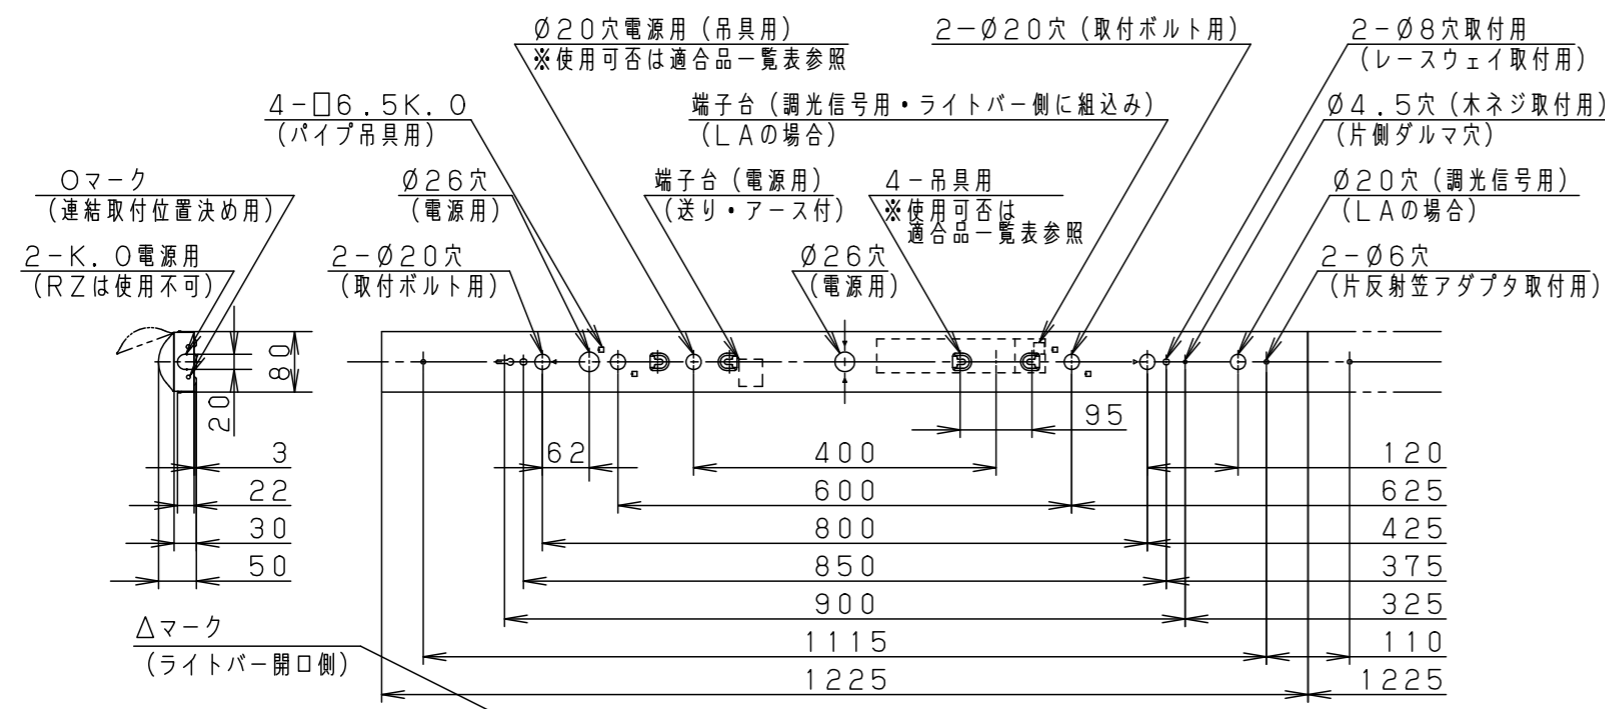 Ø20穴電源用（吊具用）
※使用可否は適合品一覧表参照
2−Ø20穴（取付ボルト用）
2−Ø8穴取付用
（レースウェイ取付用）
4−□6.5K.O
（パイプ吊具用）
端子台（調光信号用・ライトバー側に組込み）
（LAの場合）
Ø4.5穴（木ネジ取付用）
（片側ダルマ穴）
Oマーク
（連結取付位置決め用）
Ø26穴
（電源用）
端子台（電源用）
（送り・アース付）
4−吊具用
※使用可否は
適合品一覧表参照
Ø20穴（調光信号用）
（LAの場合）
2−K.O電源用
（RZは使用不可）
2−Ø20穴
（取付ボルト用）
Ø26穴
（電源用）
2−Ø6穴
（片反射笠アダプタ取付用）
80
20
95
3
62
400
120
22
600
625
30
800
425
50
850
375
900
325
△マーク
（ライトバー開口側）
1115
110
1225
1225